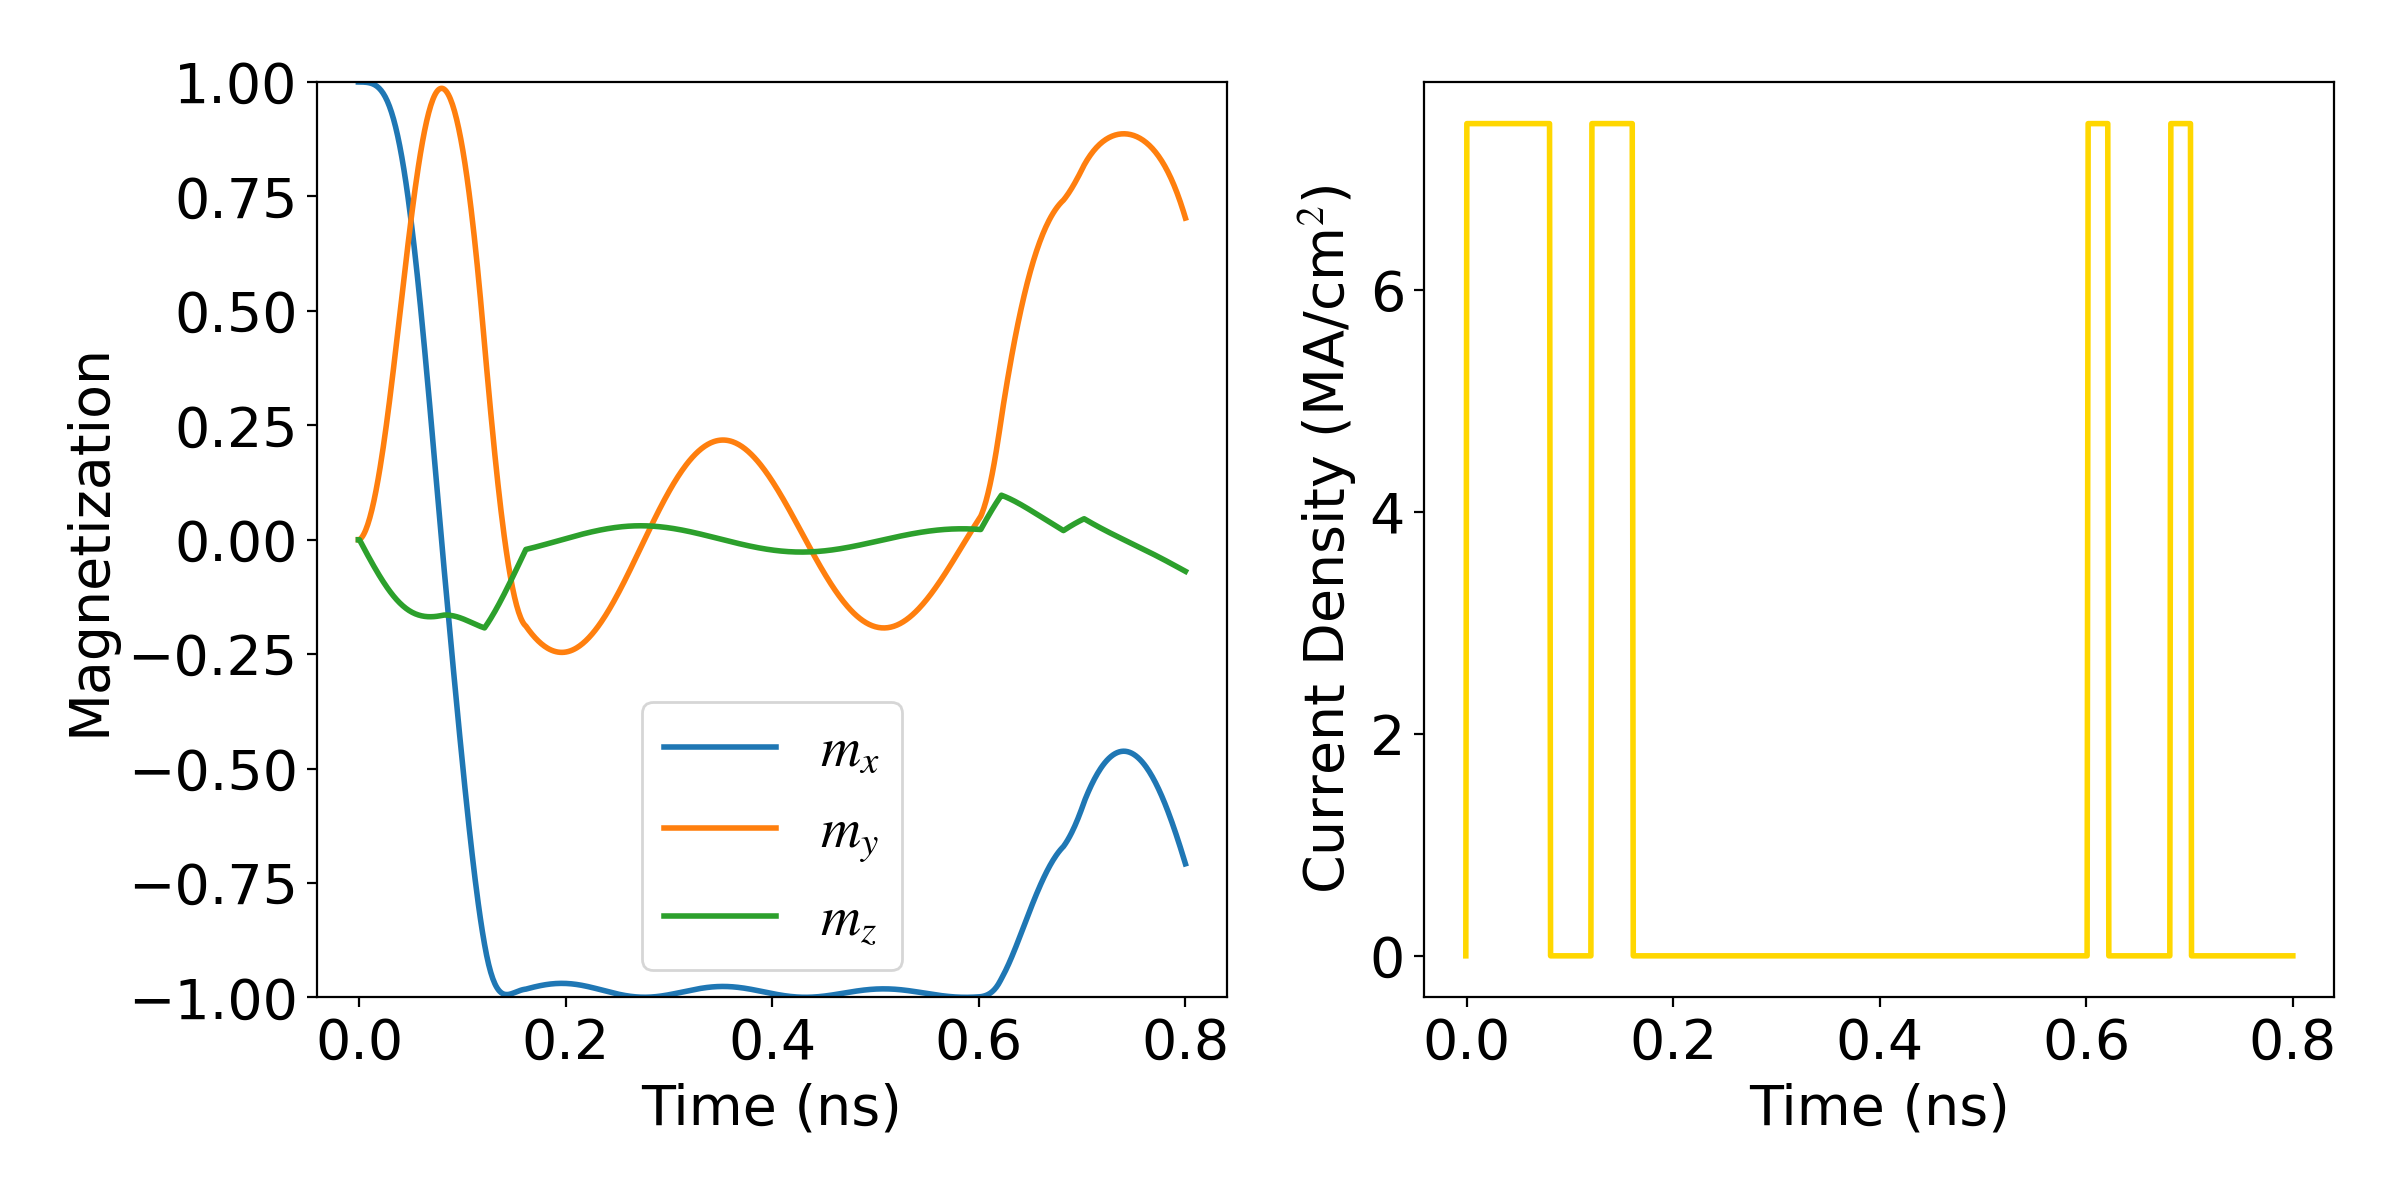 1.00
0.75
0.50
0.25
0.00
−0.25
−0.50
−0.75
−1.00
Magnetization
0.0 0.2 0.4 0.6 0.8
Time (ns)
m_x
m_y
m_z
6
4
2
0
Current Density (MA/cm²)
0.0 0.2 0.4 0.6 0.8
Time (ns)